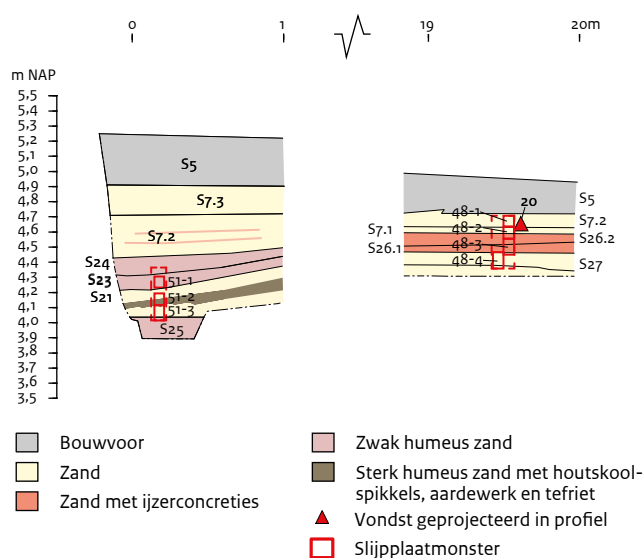 0 1 19 20m
m NAP
5,5
5,3
5,2
5,1
5,0
4,9
4,8
4,7
4,6
4,5
4,4
4,3
4,2
4,1
4,0
3,9
3,8
3,7
3,6
3,5
S5
S7.3
S7.2
S24
S23
S21
51-1
51-2
51-3
S25
20
S5
48-1
S7.2
S7.1
48-2
S26.2
S26.1
48-3
48-4
S27
Bouwvoor
Zand
Zand met ijzerconcreties
Zwak humeus zand
Sterk humeus zand met houtskool-
spikkels, aardewerk en tefriet
Vondst geprojecteerd in profiel
Slijpplaatmonster